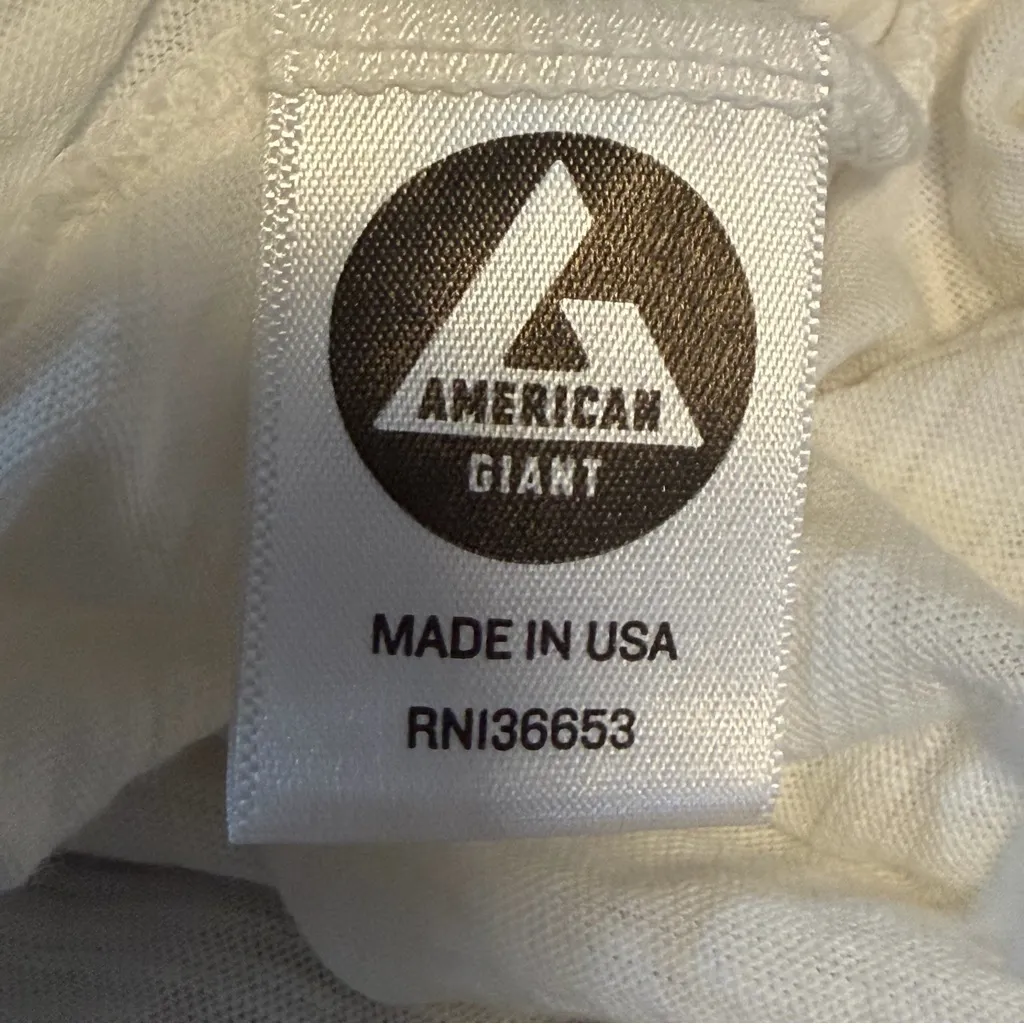 AMERICAN
GIANT
MADE IN USA
RN136653